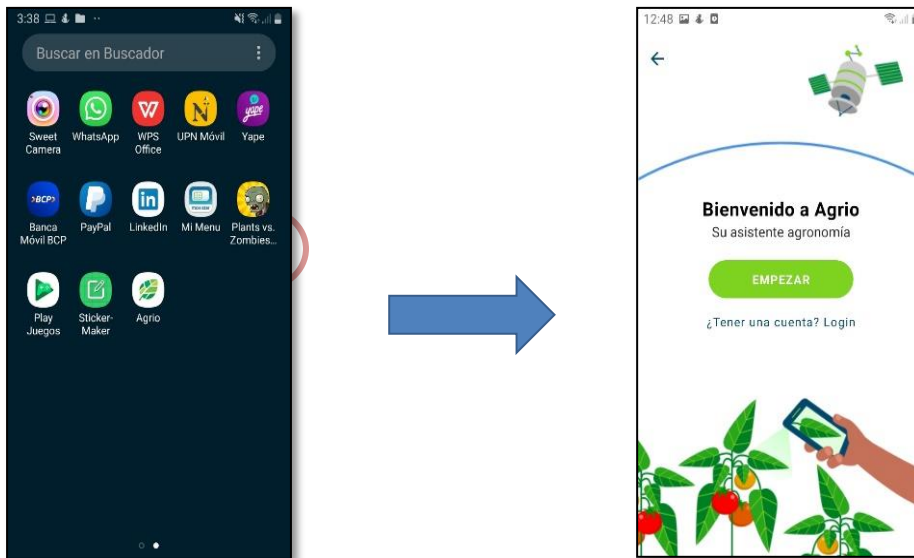 3:38
Buscar en Buscador
Sweet Camera
WhatsApp
WPS Office
UPN Móvil
yape
Yape
>BCP>
Banca Móvil BCP
PayPal
LinkedIn
Mi Menu
Plants vs. Zombies...
Play Juegos
Sticker-Maker
Agrio
12:48
Bienvenido a Agrio
Su asistente agronomía
EMPEZAR
¿Tener una cuenta? Login